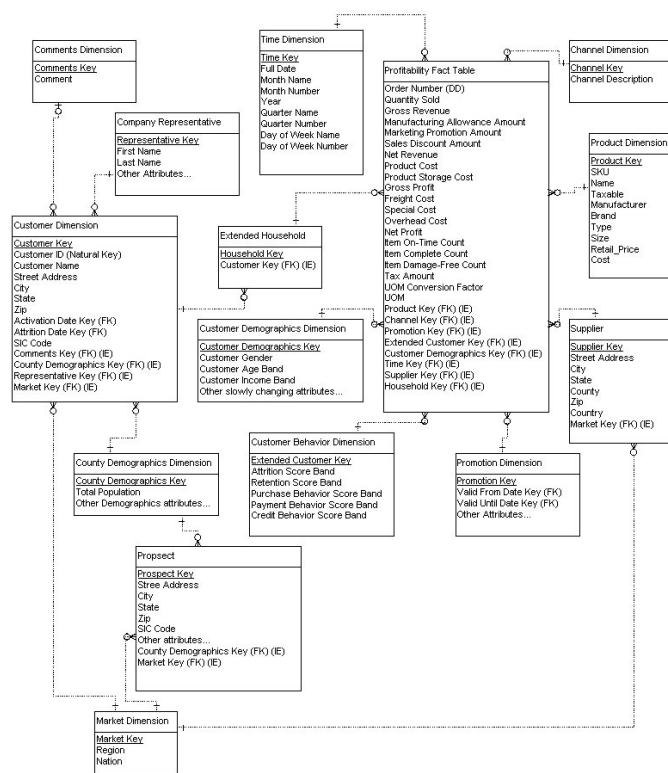 Comments Dimension
Comments Key
Comment
Time Dimension
Time Key
Full Date
Month Name
Month Number
Year
Quarter Name
Quarter Number
Day of Week Name
Day of Week Number
Profitability Fact Table
Order Number (DD)
Quantity Sold
Gross Revenue
Manufacturing Allowance Amount
Marketing Promotion Amount
Sales Discount Amount
Net Revenue
Product Cost
Product Storage Cost
Gross Profit
Freight Cost
Special Cost
Overhead Cost
Net Profit
Item On-Time Count
Item Complete Count
Item Damage-Free Count
Tax Amount
UOM Conversion Factor
UOM
Product Key (FK) (IE)
Channel Key (FK) (IE)
Promotion Key (FK) (IE)
Extended Customer Key (FK) (IE)
Customer Demographics Key (FK) (IE)
Time Key (FK) (IE)
Supplier Key (FK) (IE)
Household Key (FK) (IE)
Channel Dimension
Channel Key
Channel Description
Company Representative
Representative Key
First Name
Last Name
Other Attributes...
Product Dimension
Product Key
SKU
Name
Taxable
Manufacturer
Brand
Type
Size
Retail_Price
Cost
Customer Dimension
Customer Key
Customer ID (Natural Key)
Customer Name
Street Address
City
State
Zip
Activation Date Key (FK)
Attrition Date Key (FK)
SIC Code
Comments Key (FK) (IE)
County Demographics Key (FK) (IE)
Representative Key (FK) (IE)
Market Key (FK) (IE)
Extended Household
Household Key
Customer Key (FK) (IE)
Customer Demographics Dimension
Customer Demographics Key
Customer Gender
Customer Age Band
Customer Income Band
Other slowly changing attributes...
Supplier
Supplier Key
Street Address
City
State
County
Zip
Country
Market Key (FK) (IE)
Customer Behavior Dimension
Extended Customer Key
Attrition Score Band
Retention Score Band
Purchase Behavior Score Band
Payment Behavior Score Band
Credit Behavior Score Band
Promotion Dimension
Promotion Key
Valid From Date Key (FK)
Valid Until Date Key (FK)
Other Attributes...
County Demographics Dimension
County Demographics Key
Total Population
Other Demographics attributes...
Propsect
Prospect Key
Stree Address
City
State
Zip
SIC Code
Other attributes...
County Demographics Key (FK) (IE)
Market Key (FK) (IE)
Market Dimension
Market Key
Region
Nation